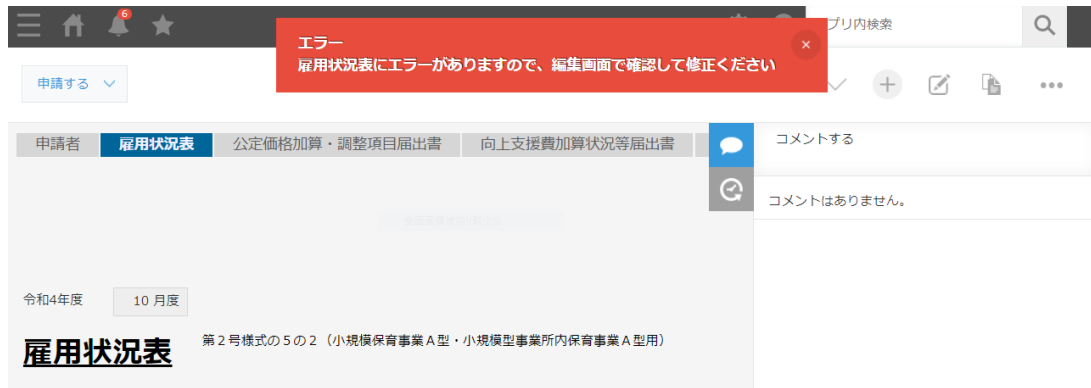 6
エラー
雇用状況表にエラーがありますので、編集画面で確認して修正ください
プリ内検索
申請する
申請者 雇用状況表 公定価格加算・調整項目届出書 向上支援費加算状況等届出書
コメントする
コメントはありません。
令和4年度 10 月度
雇用状況表 第２号様式の５の２（小規模保育事業Ａ型・小規模型事業所内保育事業Ａ型用）